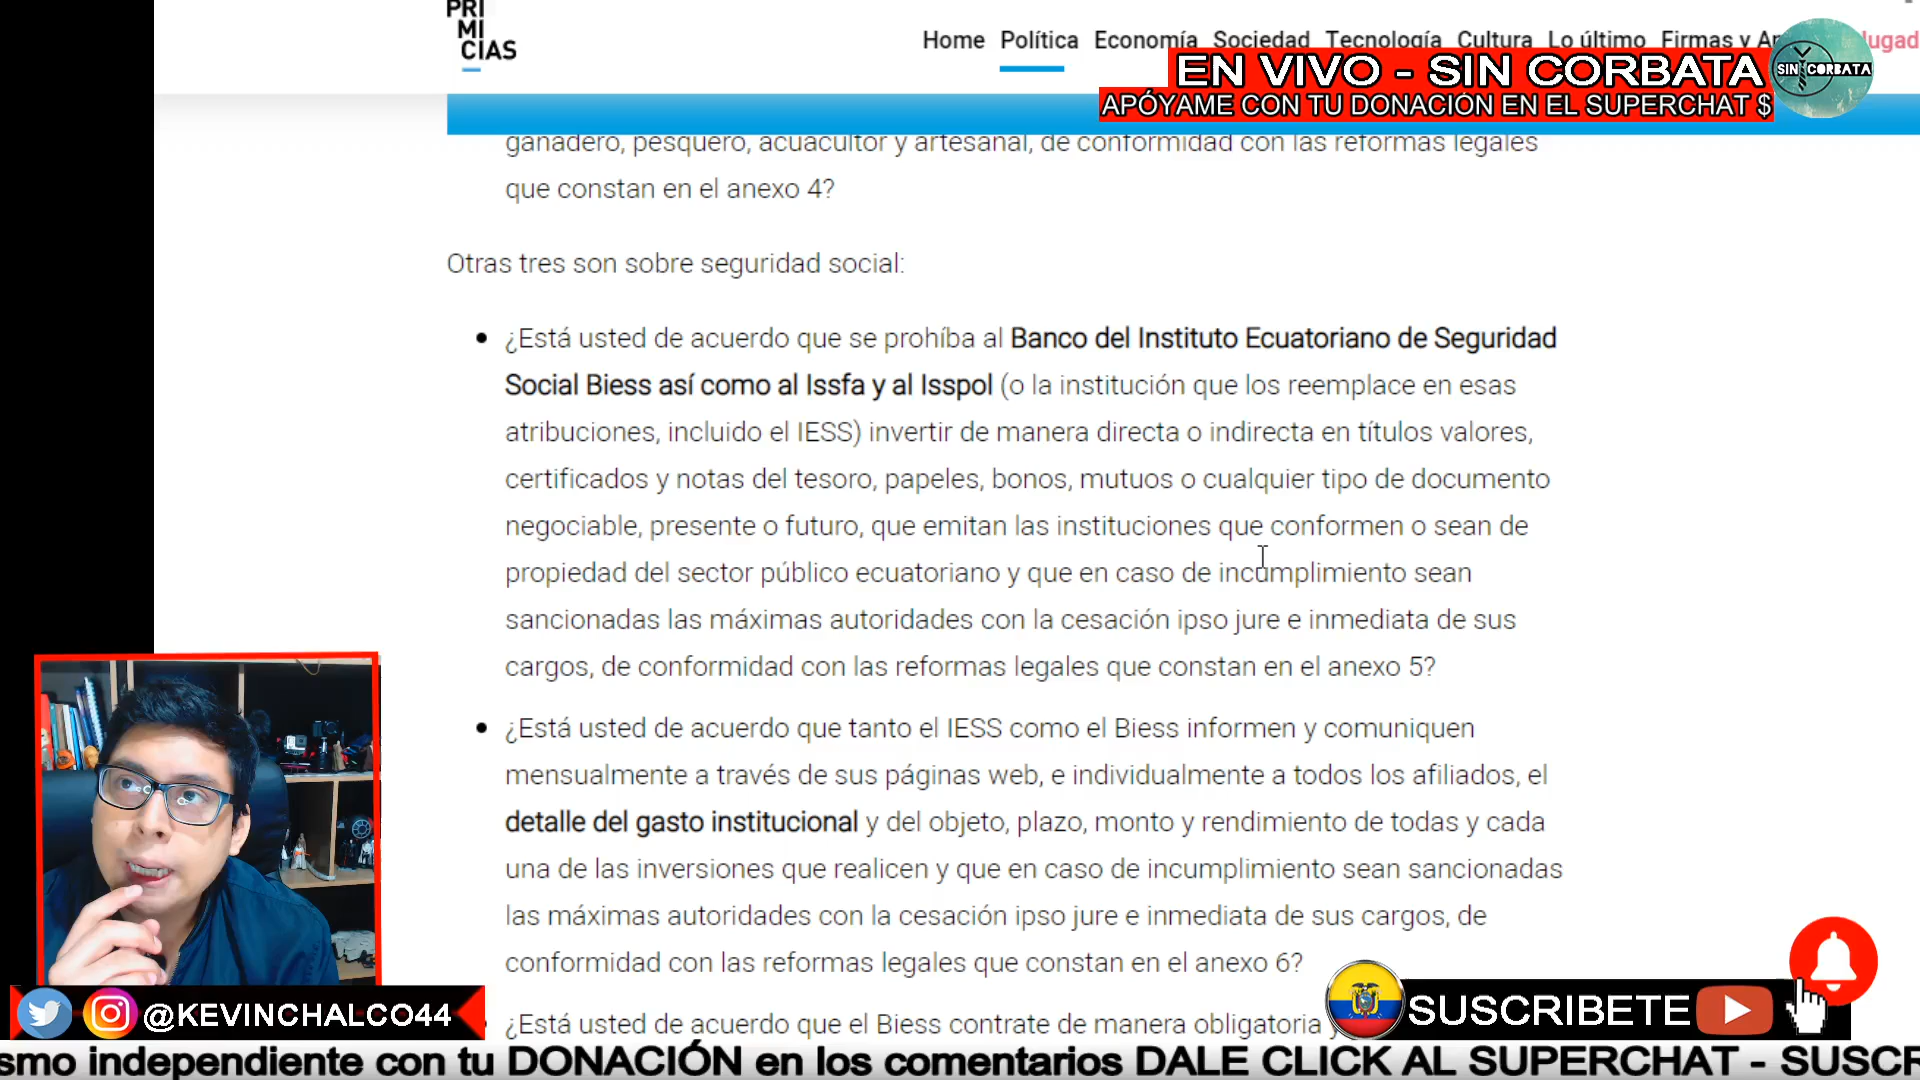 PRI
MI
CIAS
Home Política Economía Sociedad Tecnología Cultura Lo último Firmas y
EN VIVO - SIN CORBATA
SIN CORBATA
APÓYAME CON TU DONACIÓN EN EL SUPERCHAT $
ganadero, pesquero, acuacultor y artesanal, de conformidad con las reformas legales
que constan en el anexo 4?
Otras tres son sobre seguridad social:
• ¿Está usted de acuerdo que se prohíba al Banco del Instituto Ecuatoriano de Seguridad
Social Biess así como al Issfa y al Isspol (o la institución que los reemplace en esas
atribuciones, incluido el IESS) invertir de manera directa o indirecta en títulos valores,
certificados y notas del tesoro, papeles, bonos, mutuos o cualquier tipo de documento
negociable, presente o futuro, que emitan las instituciones que conformen o sean de
propiedad del sector público ecuatoriano y que en caso de incumplimiento sean
sancionadas las máximas autoridades con la cesación ipso jure e inmediata de sus
cargos, de conformidad con las reformas legales que constan en el anexo 5?
• ¿Está usted de acuerdo que tanto el IESS como el Biess informen y comuniquen
mensualmente a través de sus páginas web, e individualmente a todos los afiliados, el
detalle del gasto institucional y del objeto, plazo, monto y rendimiento de todas y cada
una de las inversiones que realicen y que en caso de incumplimiento sean sancionadas
las máximas autoridades con la cesación ipso jure e inmediata de sus cargos, de
conformidad con las reformas legales que constan en el anexo 6?
• ¿Está usted de acuerdo que el Biess contrate de manera obligatoria
@KEVINCHALCO44
SUSCRIBETE
smo independiente con tu DONACIÓN en los comentarios DALE CLICK AL SUPERCHAT - SUSCR